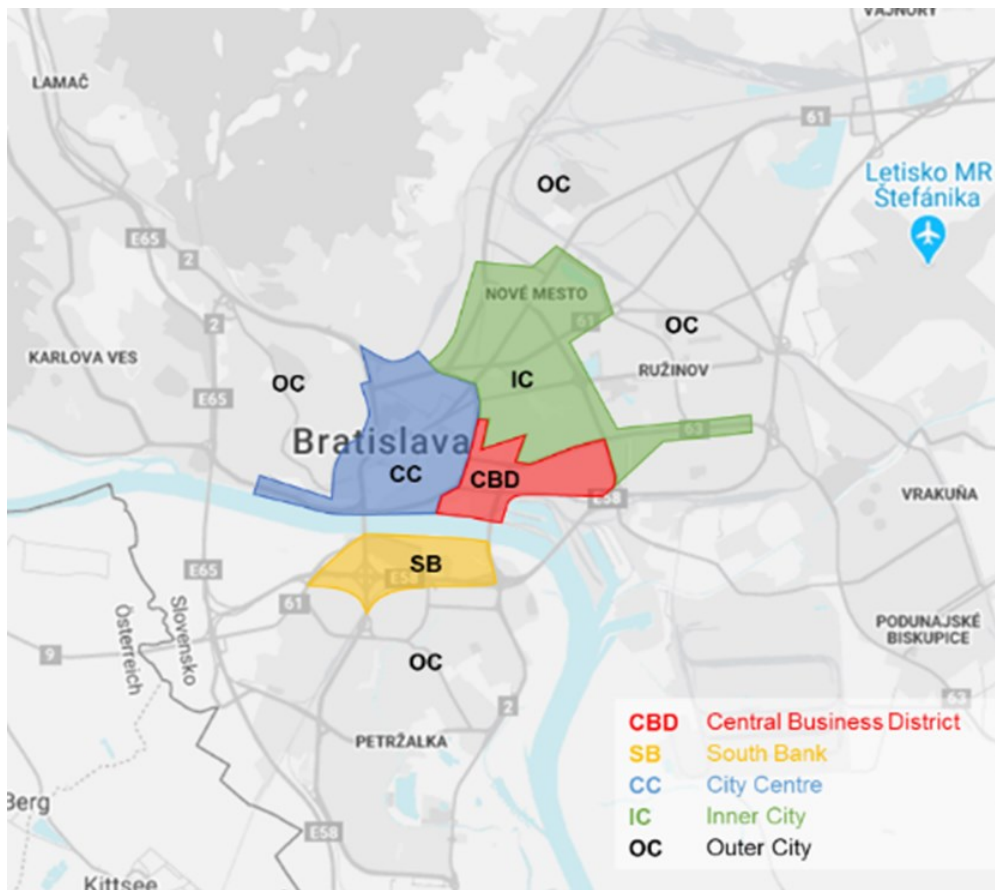 VAJNORY
LAMAČ
61
Letisko MR
Štefánika
OC
E65
2
NOVÉ MESTO
61
2
OC
KARLOVA VES
RUŽINOV
OC
IC
E65
63
Bratislava
CC
CBD
VRAKUŇA
E58
SB
E65
E58
61
Slovensko
Österreich
PODUNAJSKÉ
BISKUPICE
9
OC
63
2
CBD Central Business District
PETRŽALKA
SB South Bank
CC City Centre
Berg
IC Inner City
E58
OC Outer City
Kittsee